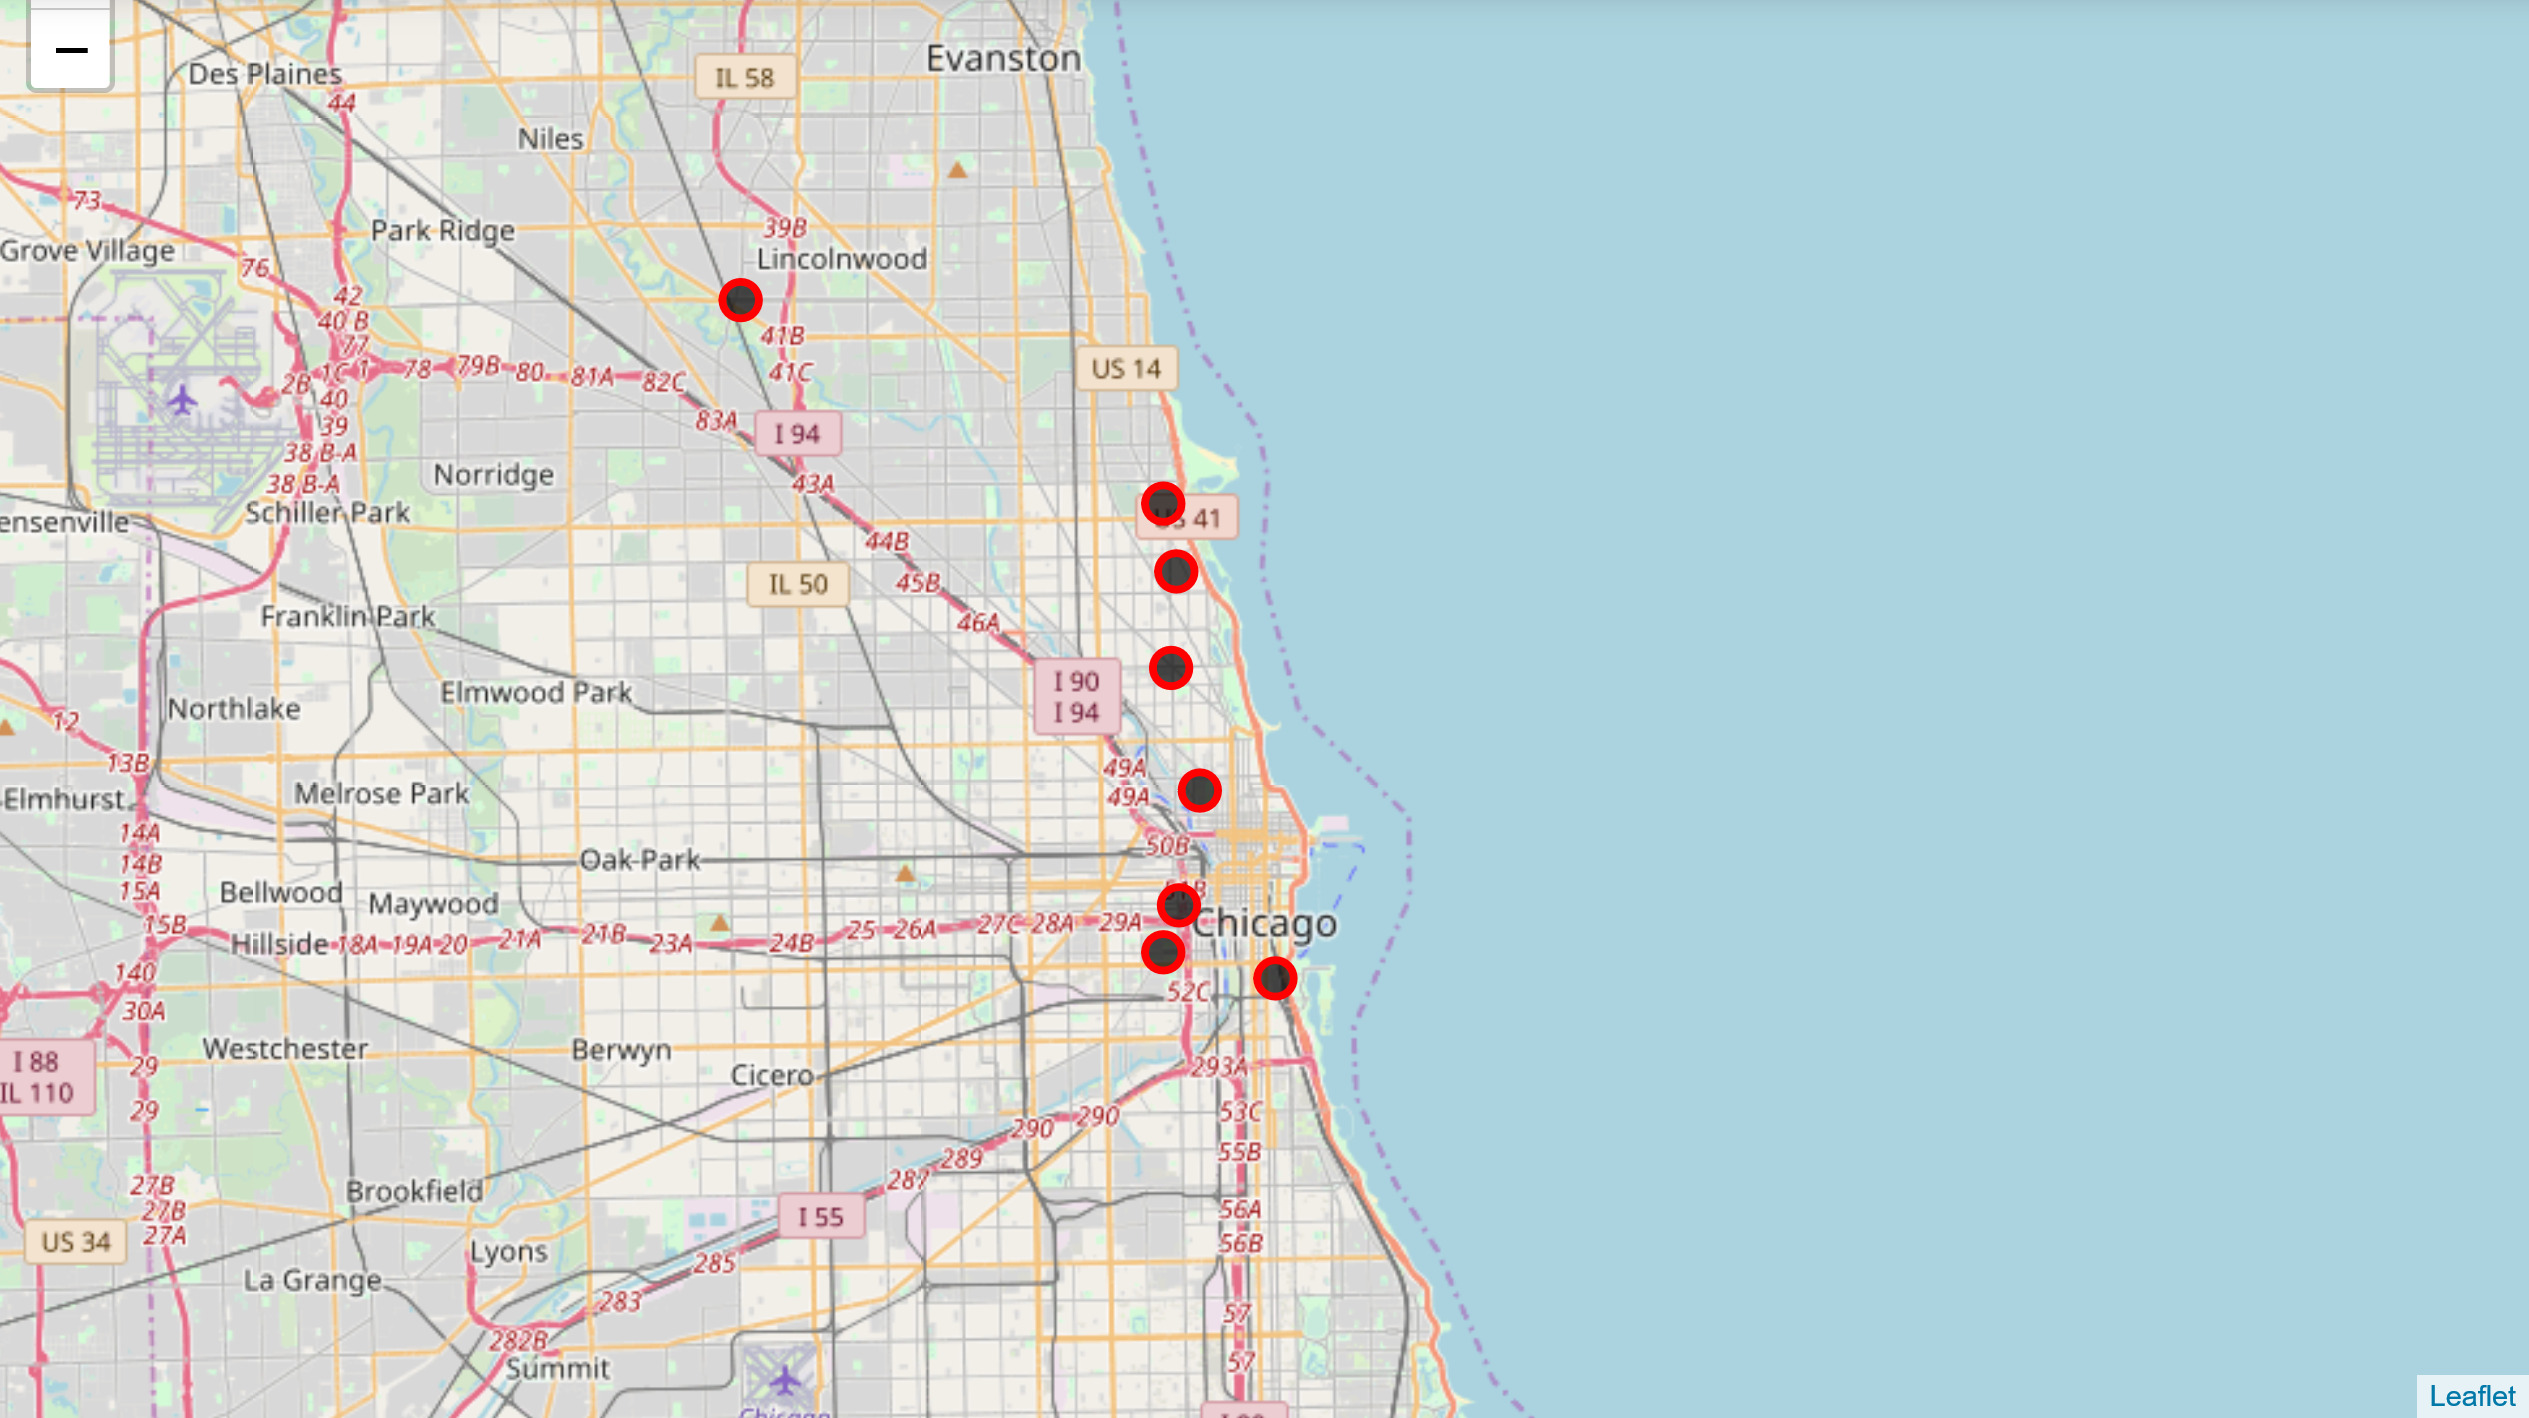 −
Evanston
Des Plaines
IL 58
44
Niles
73
39B
Park Ridge
Grove Village
76
Lincolnwood
42
40 B
41B
77
1C
1
78
79B
80
81A
82C
41C
US 14
2B
40
39
83A
I 94
38 B-A
Norridge
38 B-A
43A
Schiller Park
ensenville
US 41
44B
IL 50
45B
Franklin Park
46A
I 90
I 94
Elmwood Park
Northlake
12
13B
49A
Melrose Park
49A
Elmhurst
14A
50B
14B
Oak Park
15A
Bellwood
Maywood
15B
Hillside
18A
19A
20
21A
21B
23A
24B
25
26A
27C
28A
29A
Chicago
140
52C
30A
Westchester
Berwyn
I 88
IL 110
29
Cicero
293A
29
290
290
53C
289
55B
287
27B
Brookfield
27B
56A
27A
I 55
US 34
56B
Lyons
285
La Grange
283
57
282B
Summit
57
Chicago
Leaflet